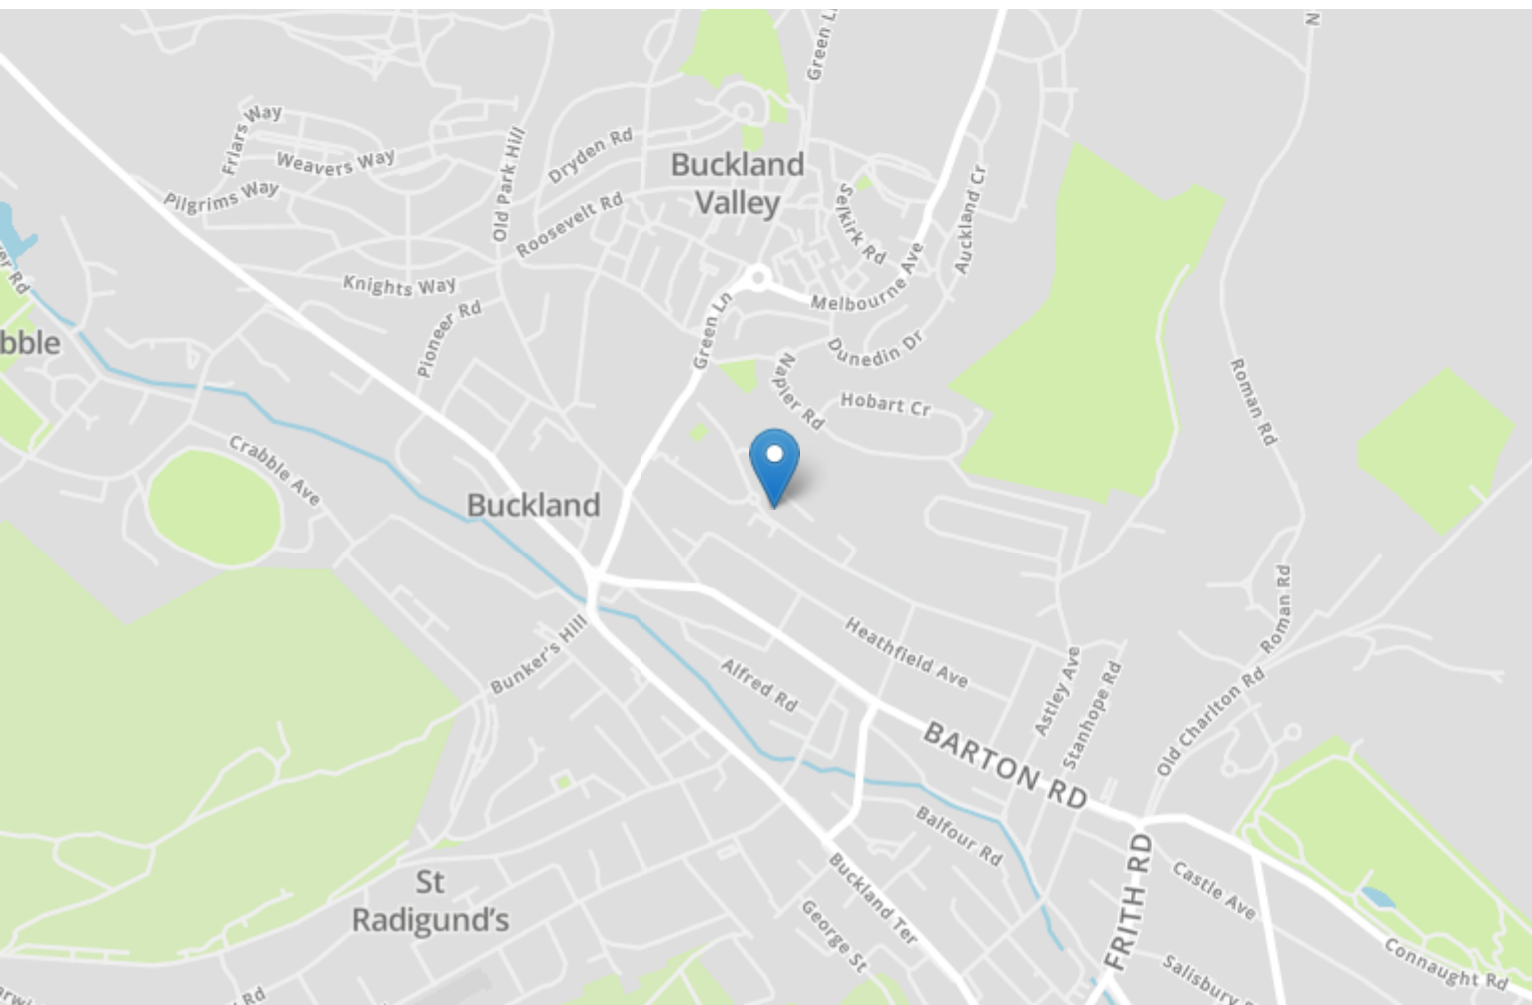 Green L
N
Friars Way
Weavers Way
Pilgrims Way
Old Park Hill
Dryden Rd
Roosevelt Rd
Buckland
Valley
Selkirk Rd
Auckland Cr
Melbourne Ave
Knights Way
Pioneer Rd
Green Ln
Dunedin Dr
Napier Rd
Hobart Cr
er Rd
bble
Roman Rd
Crabble Ave
Buckland
Roman Rd
Bunker's Hill
Heathfield Ave
Alfred Rd
Astley Ave
Stanhope Rd
Old Charlton Rd
BARTON RD
Balfour Rd
FRITH RD
Castle Ave
St
Radigund's
Buckland Ter
George St
Connaught Rd
Salisbury
Rd